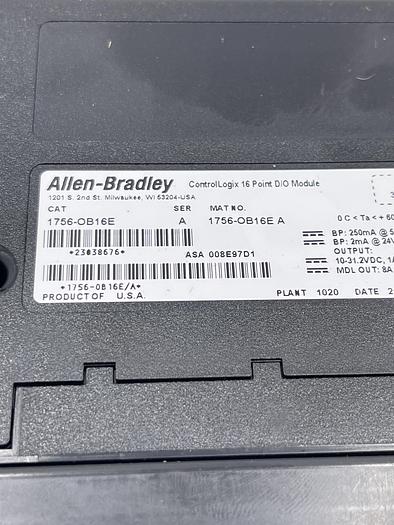 Allen-Bradley ControlLogix 16 Point D/O Module
1201 S. 2nd St. Milwaukee, WI 53204-USA
CAT SER MAT NO.
1756-OB16E A 1756-OB16E A 0 C < Ta < + 60
BP: 250mA @ 5
*23038676* BP: 2mA @ 24V
ASA 008E97D1 OUTPUT:
10-31.2VDC, 1A
MDL OUT: 8A
*1756-OB16E/A*
PRODUCT OF U.S.A. PLANT 1020 DATE 2